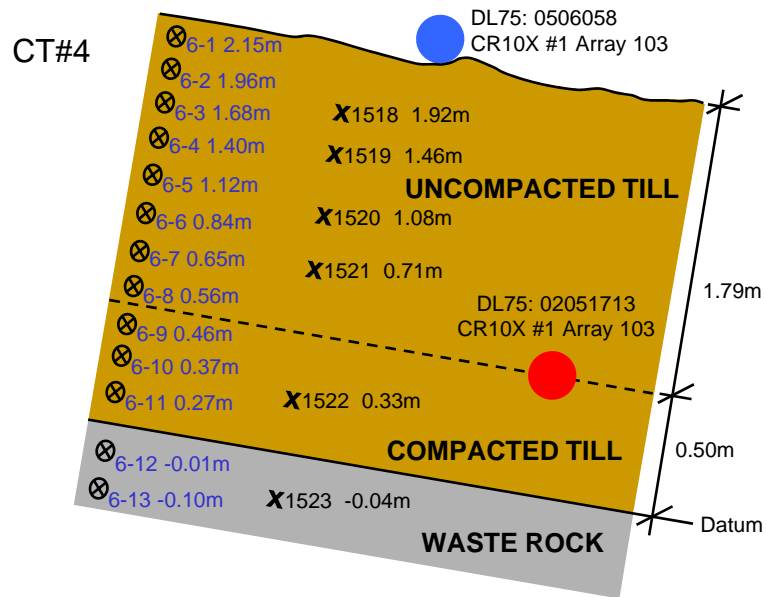 CT#4
DL75: 0506058
CR10X #1 Array 103
6-1 2.15m
6-2 1.96m
6-3 1.68m
6-4 1.40m
6-5 1.12m
6-6 0.84m
6-7 0.65m
6-8 0.56m
6-9 0.46m
6-10 0.37m
6-11 0.27m
6-12 -0.01m
6-13 -0.10m
X1518 1.92m
X1519 1.46m
X1520 1.08m
X1521 0.71m
X1522 0.33m
X1523 -0.04m
UNCOMPACTED TILL
DL75: 02051713
CR10X #1 Array 103
COMPACTED TILL
WASTE ROCK
1.79m
0.50m
Datum